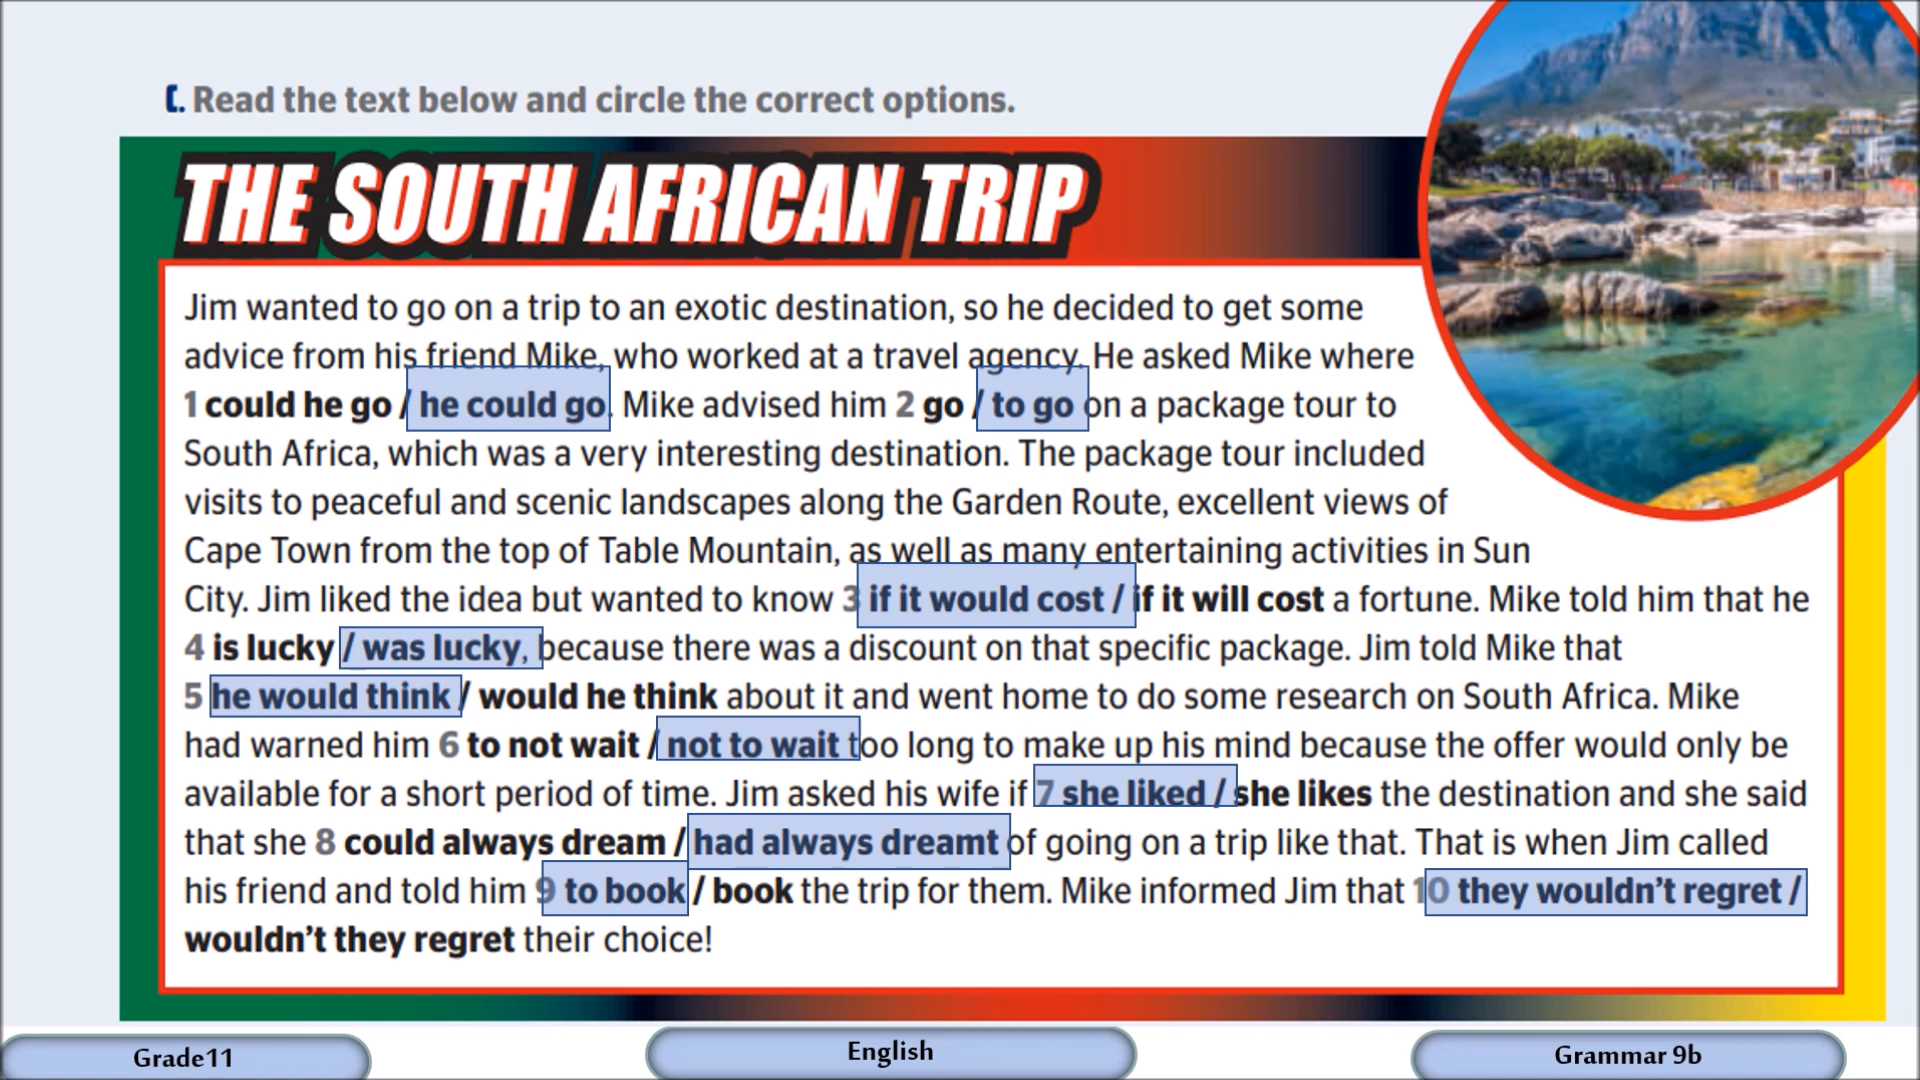 C. Read the text below and circle the correct options.
THE SOUTH AFRICAN TRIP
Jim wanted to go on a trip to an exotic destination, so he decided to get some
advice from his friend Mike, who worked at a travel agency. He asked Mike where
1 could he go / he could go. Mike advised him 2 go / to go on a package tour to
South Africa, which was a very interesting destination. The package tour included
visits to peaceful and scenic landscapes along the Garden Route, excellent views of
Cape Town from the top of Table Mountain, as well as many entertaining activities in Sun
City. Jim liked the idea but wanted to know 3 if it would cost / if it will cost a fortune. Mike told him that he
4 is lucky / was lucky, because there was a discount on that specific package. Jim told Mike that
5 he would think / would he think about it and went home to do some research on South Africa. Mike
had warned him 6 to not wait / not to wait too long to make up his mind because the offer would only be
available for a short period of time. Jim asked his wife if 7 she liked / she likes the destination and she said
that she 8 could always dream / had always dreamt of going on a trip like that. That is when Jim called
his friend and told him 9 to book / book the trip for them. Mike informed Jim that 10 they wouldn't regret /
wouldn't they regret their choice!
Grade11
English
Grammar 9b